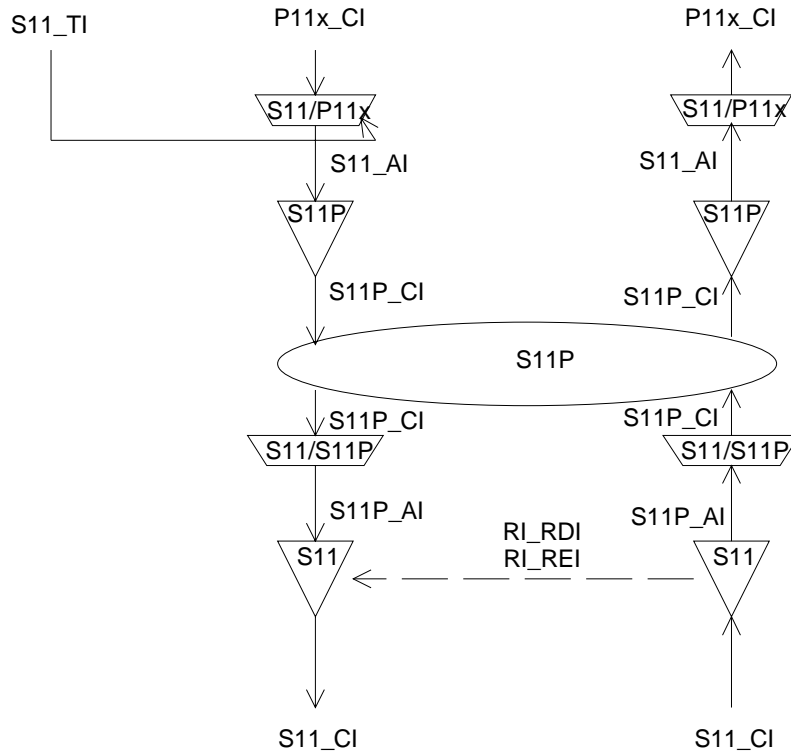 S11_TI
P11x_CI
P11x_CI
S11/P11x
S11/P11x
S11_AI
S11_AI
S11P
S11P
S11P_CI
S11P_CI
S11P
S11P_CI
S11P_CI
S11/S11P
S11/S11P
S11P_AI
S11P_AI
RI_RDI
RI_REI
S11
S11
S11_CI
S11_CI